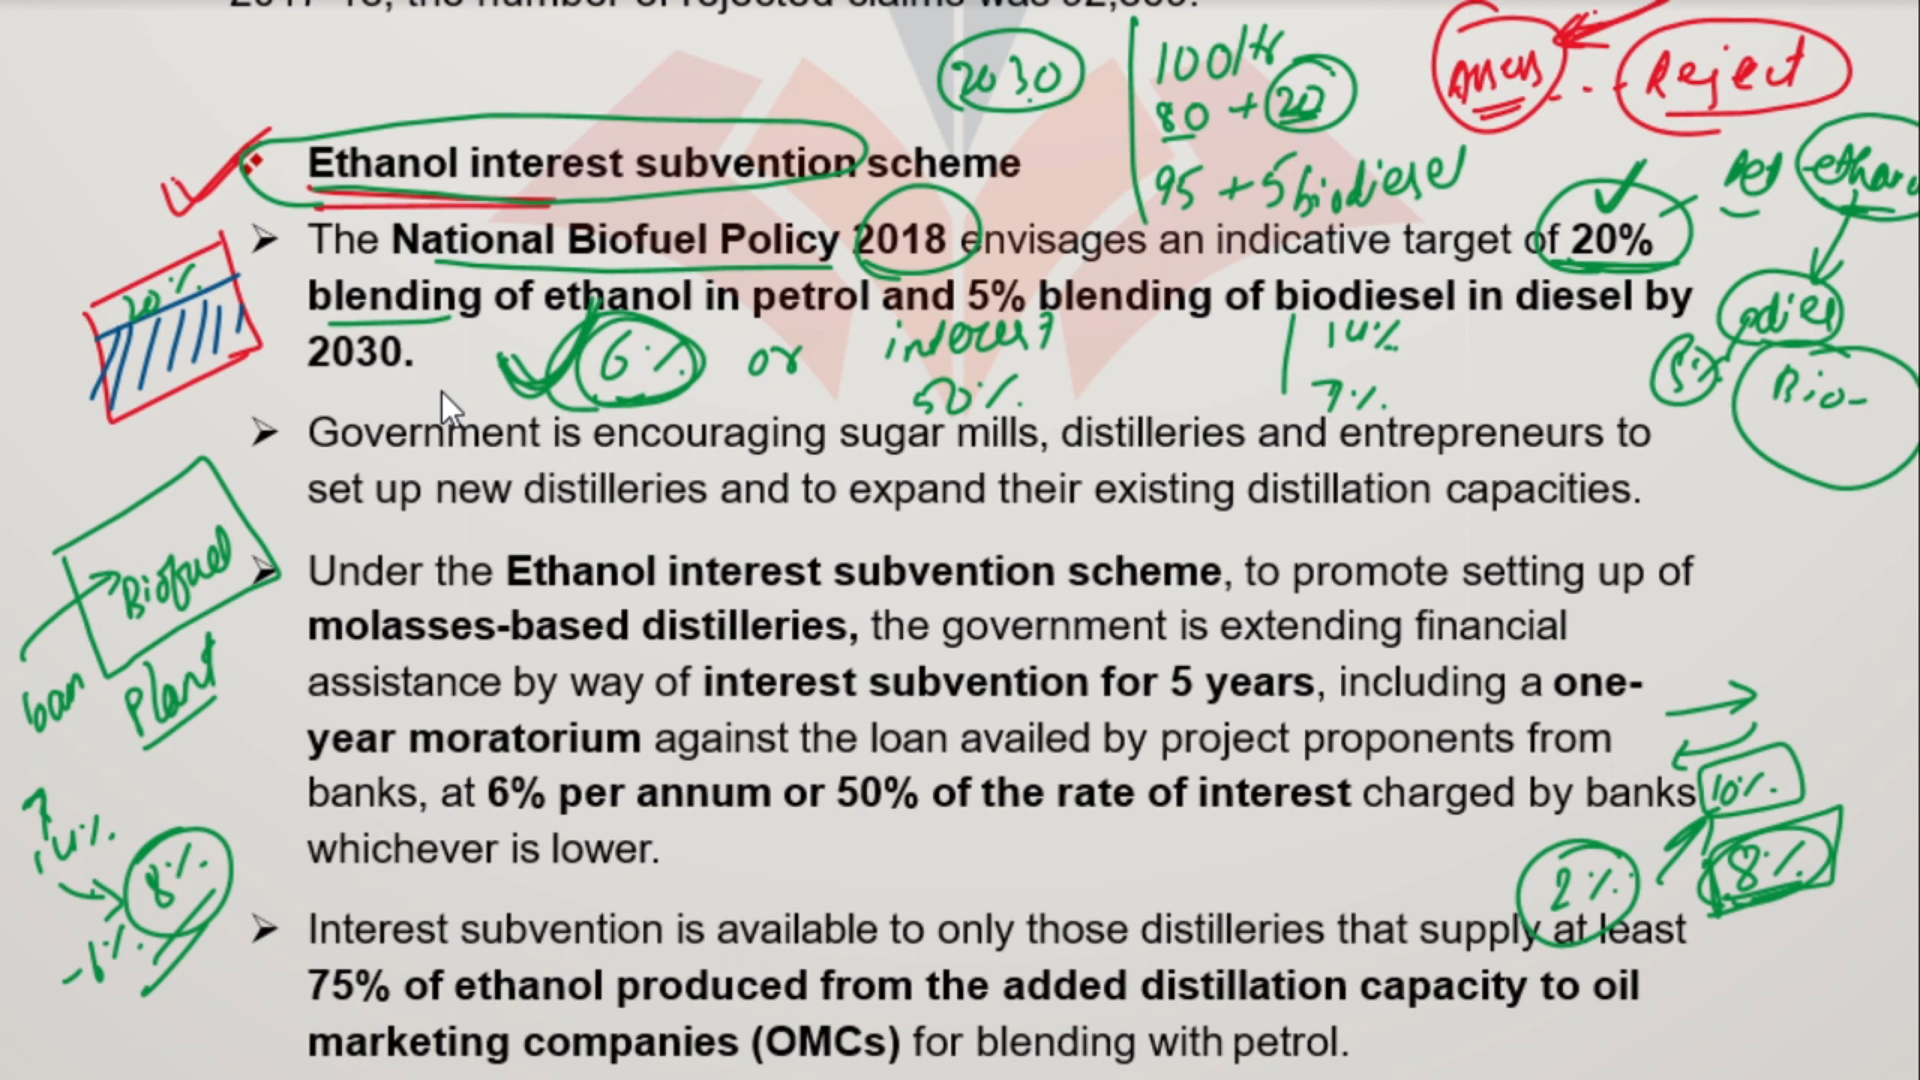 2030
100ltr
80 + 20
95 + 5 biodiesel
Reject
Ethanol interest subvention scheme
The National Biofuel Policy 2018 envisages an indicative target of 20%
blending of ethanol in petrol and 5% blending of biodiesel in diesel by
2030.
20%
6% or
50%
14%
7%
5%
Bio-
Government is encouraging sugar mills, distilleries and entrepreneurs to
set up new distilleries and to expand their existing distillation capacities.
Biofuel
Plant
Under the Ethanol interest subvention scheme, to promote setting up of
molasses-based distilleries, the government is extending financial
assistance by way of interest subvention for 5 years, including a one-
year moratorium against the loan availed by project proponents from
banks, at 6% per annum or 50% of the rate of interest charged by banks
whichever is lower.
10%
8%
2%
14%
8%
-6%
Interest subvention is available to only those distilleries that supply at least
75% of ethanol produced from the added distillation capacity to oil
marketing companies (OMCs) for blending with petrol.